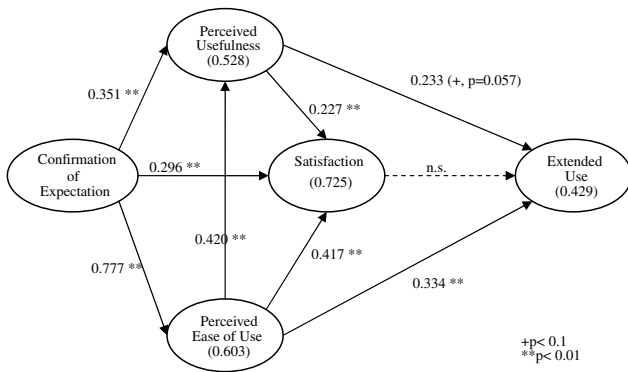 Perceived
Usefulness
(0.528)
0.233 (+, p=0.057)
0.351 **
0.227 **
Confirmation
of
Expectation
0.296 **
Satisfaction
(0.725)
n.s.
Extended
Use
(0.429)
0.420 **
0.417 **
0.777 **
0.334 **
Perceived
Ease of Use
(0.603)
+p< 0.1
**p< 0.01